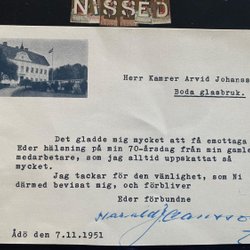 NISSED
Herr Kamrer Arvid Johanss
Boda glasbruk.
Det gladde mig mycket att få emottaga
Eder hälsning på min 70-årsdag från min gamle
medarbetare, som jag alltid uppskattat så
mycket.
Jag tackar för den vänlighet, som Ni
därmed bevisat mig, och förbliver
Eder förbundne
Ådö den 7.11.1951